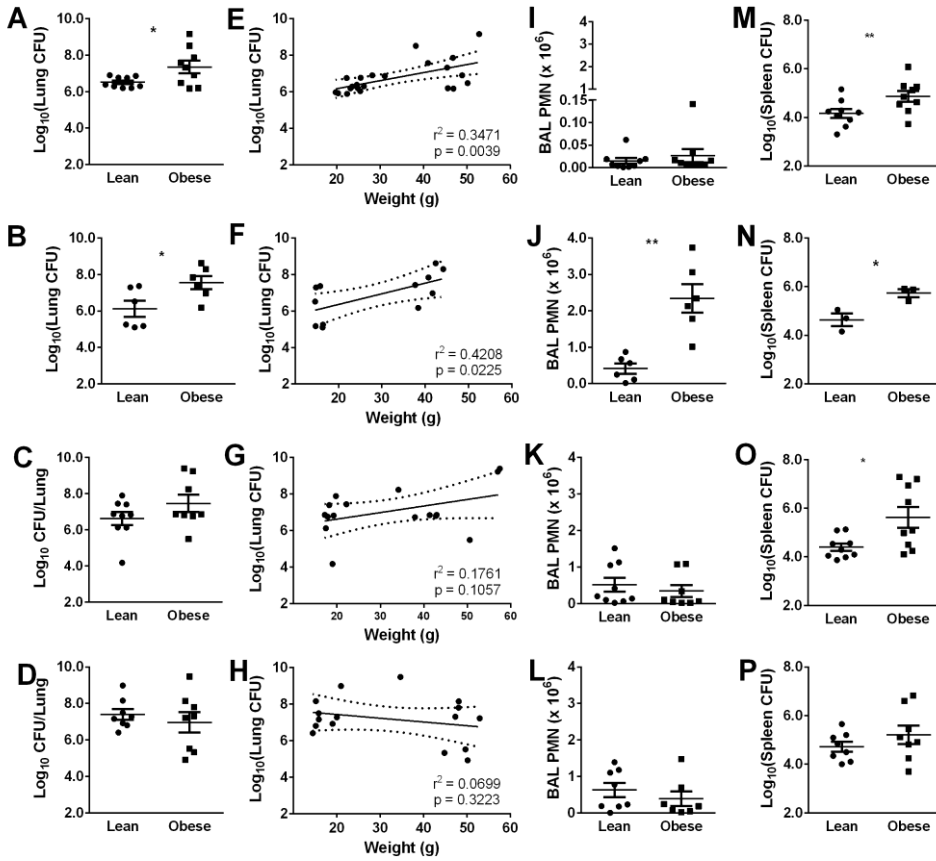 A
Log10(Lung CFU)
10.0
8.0
6.0
4.0
2.0
*
Lean Obese
E
Log10(Lung CFU)
10
8
6
4
2
r2 = 0.3471
p = 0.0039
10 20 30 40 50 60
Weight (g)
I
BAL PMN (x 10^6)
4
3
2
1
0.15
0.10
0.05
0.00
Lean Obese
M
Log10(Spleen CFU)
8.0
6.0
4.0
2.0
**
Lean Obese
B
Log10(Lung CFU)
10.0
8.0
6.0
4.0
2.0
*
Lean Obese
F
Log10(Lung CFU)
10
8
6
4
2
r2 = 0.4208
p = 0.0225
10 20 30 40 50 60
Weight (g)
J
BAL PMN (x 10^6)
4.0
3.0
2.0
1.0
0.0
**
Lean Obese
N
Log10(Spleen CFU)
8.0
6.0
4.0
2.0
*
Lean Obese
C
Log10 CFU/Lung
10.0
8.0
6.0
4.0
2.0
Lean Obese
G
Log10(Lung CFU)
10
8
6
4
2
r2 = 0.1761
p = 0.1057
10 20 30 40 50 60
Weight (g)
K
BAL PMN (x 10^6)
4
3
2
1
0
Lean Obese
O
Log10(Spleen CFU)
8.0
6.0
4.0
2.0
*
Lean Obese
D
Log10 CFU/Lung
10.0
8.0
6.0
4.0
2.0
Lean Obese
H
Log10(Lung CFU)
10
8
6
4
2
r2 = 0.0699
p = 0.3223
10 20 30 40 50 60
Weight (g)
L
BAL PMN (x 10^6)
4
3
2
1
0
Lean Obese
P
Log10(Spleen CFU)
8.0
6.0
4.0
2.0
Lean Obese